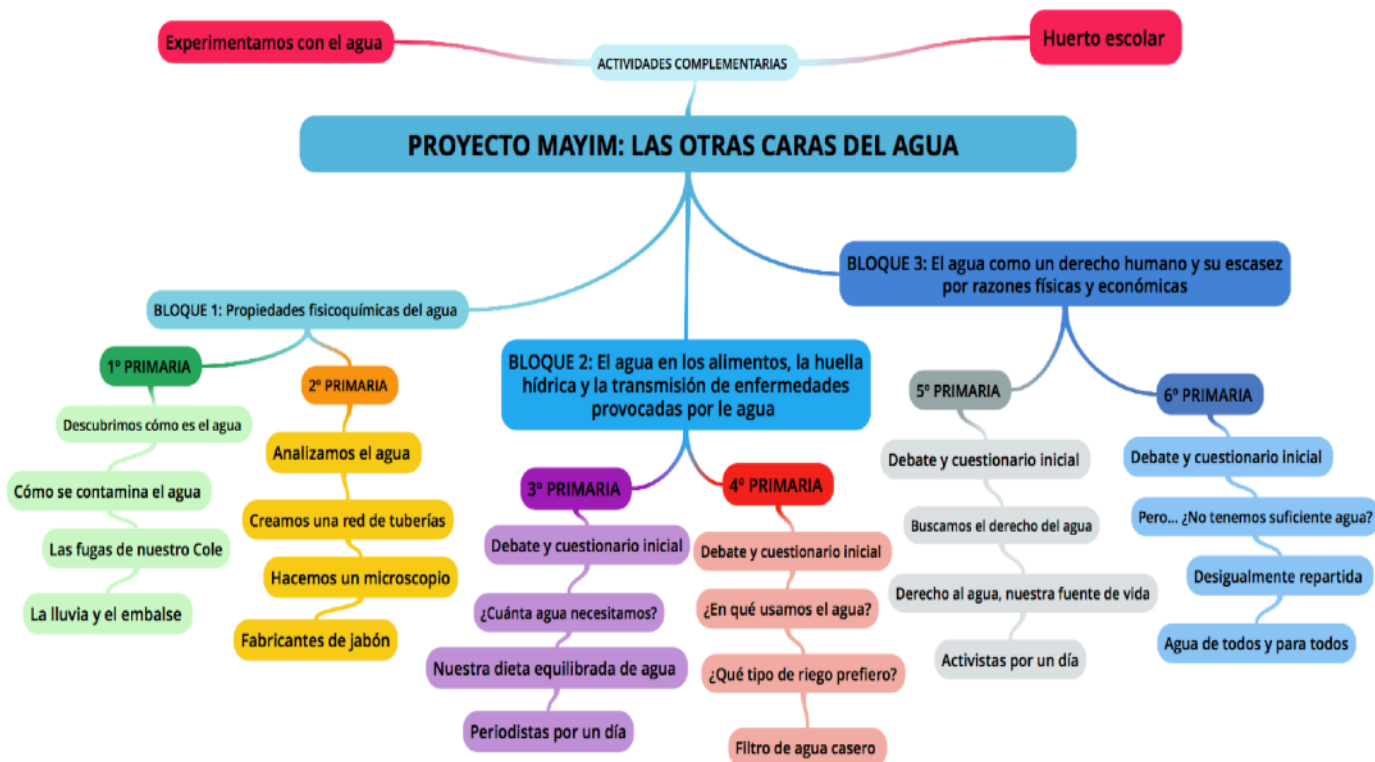 Experimentamos con el agua
ACTIVIDADES COMPLEMENTARIAS
Huerto escolar
PROYECTO MAYIM: LAS OTRAS CARAS DEL AGUA
BLOQUE 1: Propiedades fisicoquímicas del agua
1º PRIMARIA
Descubrimos cómo es el agua
Cómo se contamina el agua
Las fugas de nuestro Cole
La lluvia y el embalse
2º PRIMARIA
Analizamos el agua
Creamos una red de tuberías
Hacemos un microscopio
Fabricantes de jabón
BLOQUE 2: El agua en los alimentos, la huella
hídrica y la transmisión de enfermedades
provocadas por le agua
3º PRIMARIA
Debate y cuestionario inicial
¿Cuánta agua necesitamos?
Nuestra dieta equilibrada de agua
Periodistas por un día
4º PRIMARIA
Debate y cuestionario inicial
¿En qué usamos el agua?
¿Qué tipo de riego prefiero?
Filtro de agua casero
BLOQUE 3: El agua como un derecho humano y su escasez
por razones físicas y económicas
5º PRIMARIA
Debate y cuestionario inicial
Buscamos el derecho del agua
Derecho al agua, nuestra fuente de vida
Activistas por un día
6º PRIMARIA
Debate y cuestionario inicial
Pero... ¿No tenemos suficiente agua?
Desigualmente repartida
Agua de todos y para todos